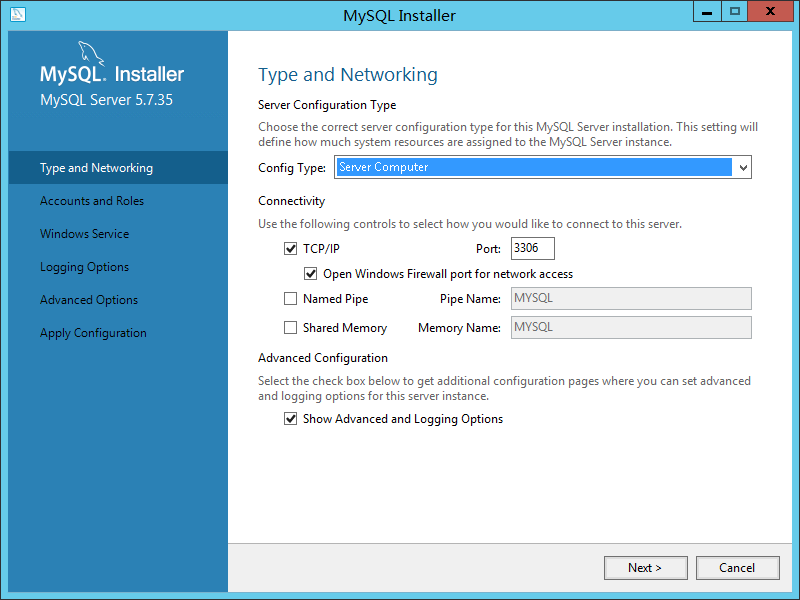 MySQL Installer
MySQL Installer
MySQL Server 5.7.35
Type and Networking
Accounts and Roles
Windows Service
Logging Options
Advanced Options
Apply Configuration
Type and Networking
Server Configuration Type
Choose the correct server configuration type for this MySQL Server installation. This setting will
define how much system resources are assigned to the MySQL Server instance.
Config Type: Server Computer
Connectivity
Use the following controls to select how you would like to connect to this server.
TCP/IP Port: 3306
Open Windows Firewall port for network access
Named Pipe Pipe Name: MYSQL
Shared Memory Memory Name: MYSQL
Advanced Configuration
Select the check box below to get additional configuration pages where you can set advanced
and logging options for this server instance.
Show Advanced and Logging Options
Next > Cancel